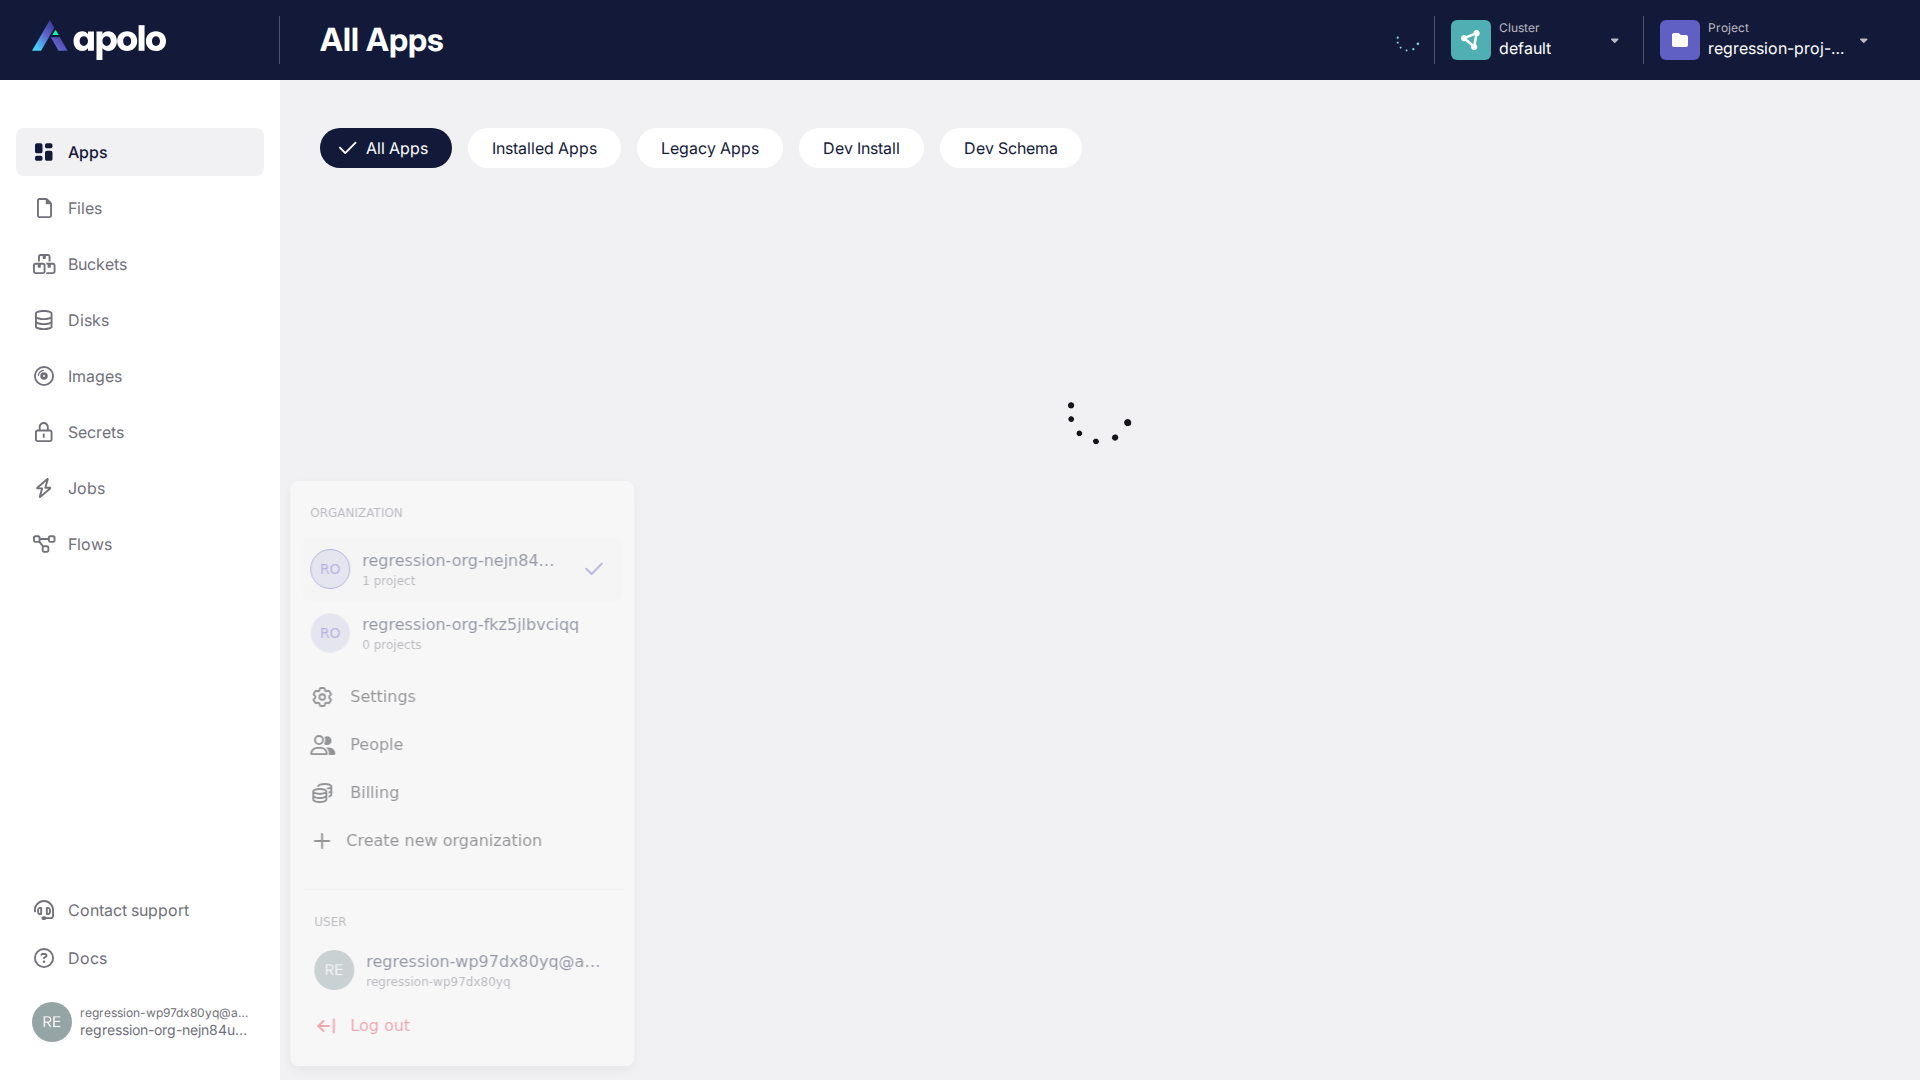 apolo
All Apps
Cluster
default
Project
regression-proj-...
Apps
Files
Buckets
Disks
Images
Secrets
Jobs
Flows
Contact support
Docs
RE
regression-wp97dx80yq@a...
regression-org-nejn84u...
All Apps
Installed Apps
Legacy Apps
Dev Install
Dev Schema
ORGANIZATION
RO
regression-org-nejn84...
1 project
RO
regression-org-fkz5jlbvciqq
0 projects
Settings
People
Billing
Create new organization
USER
RE
regression-wp97dx80yq@a...
regression-wp97dx80yq
Log out